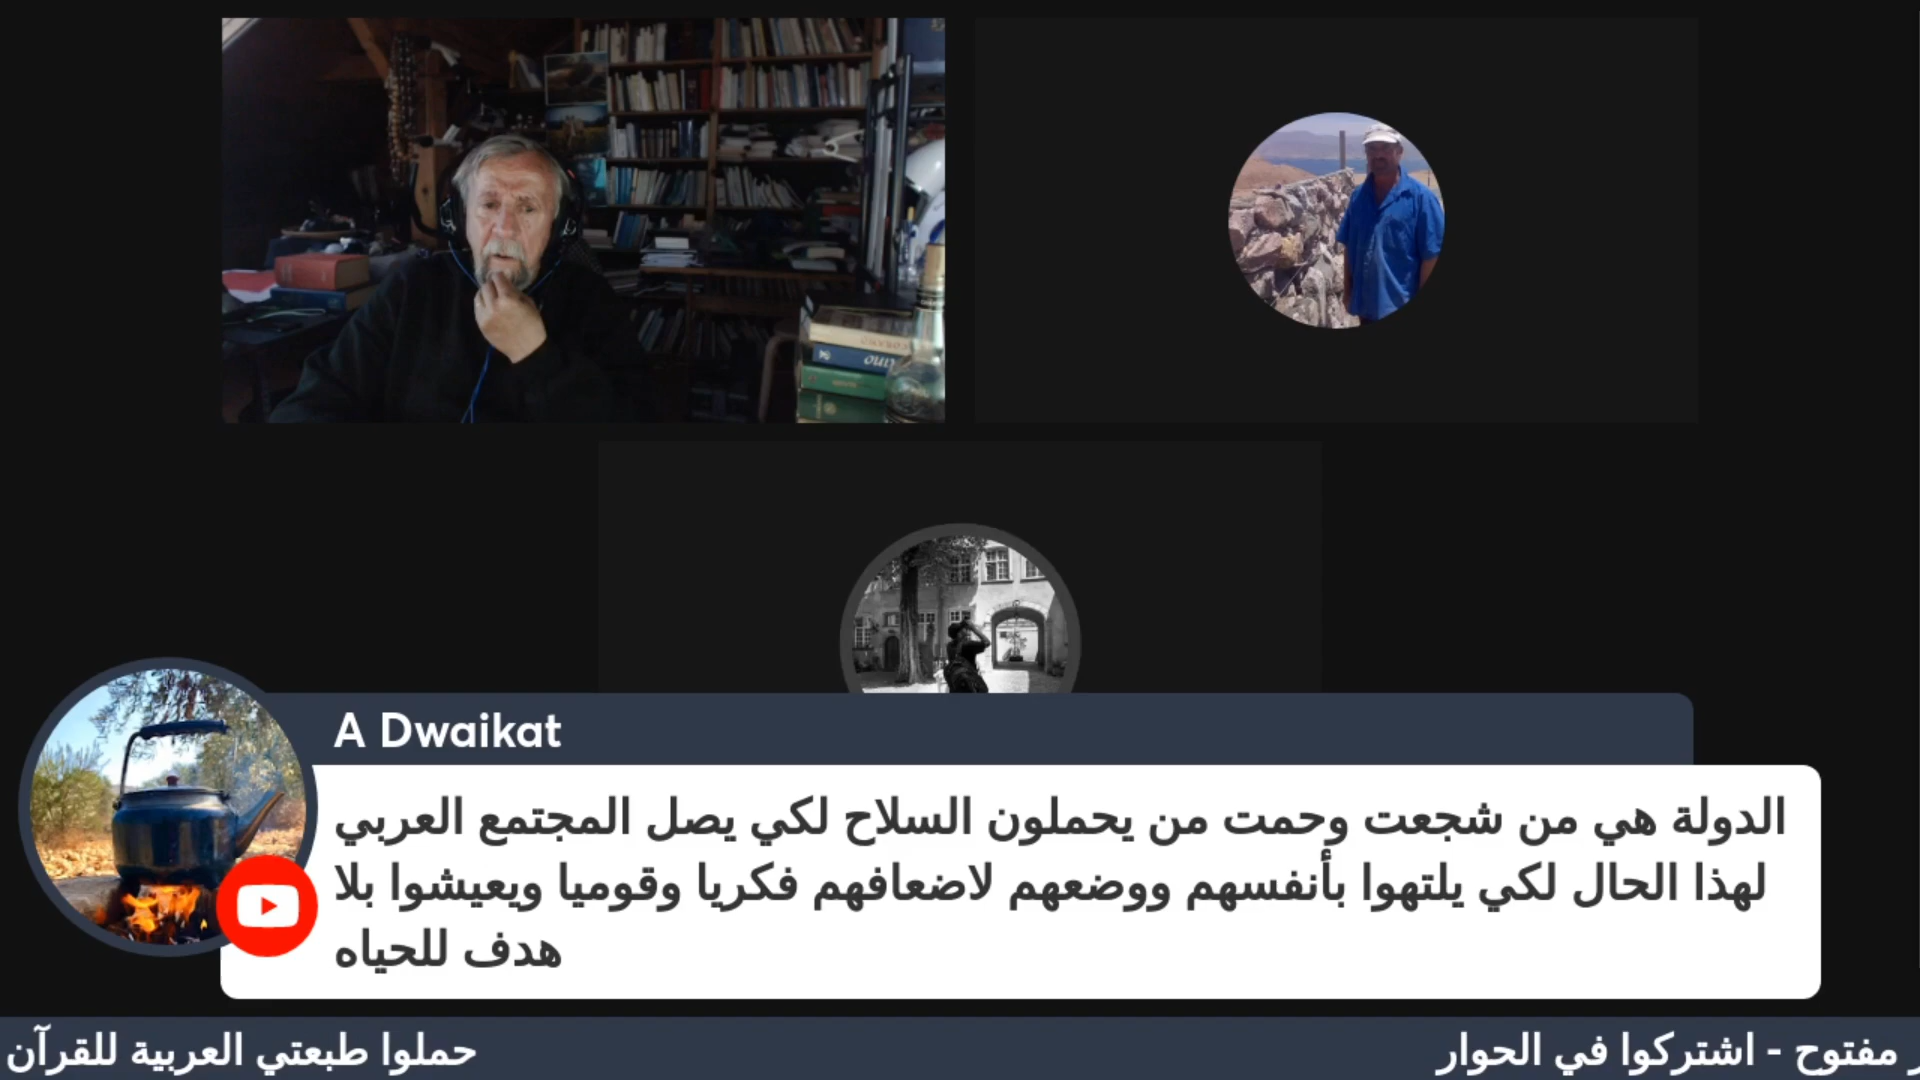 A Dwaikat
الدولة هي من شجعت وحمت من يحملون السلاح لكي يصل المجتمع العربي
لهذا الحال لكي يلتهوا بأنفسهم ووضعهم لاضعافهم فكريا وقوميا ويعيشوا بلا
هدف للحياه
مفتوح - اشتركوا في الحوار
حملوا طبعتي العربية للقرآن